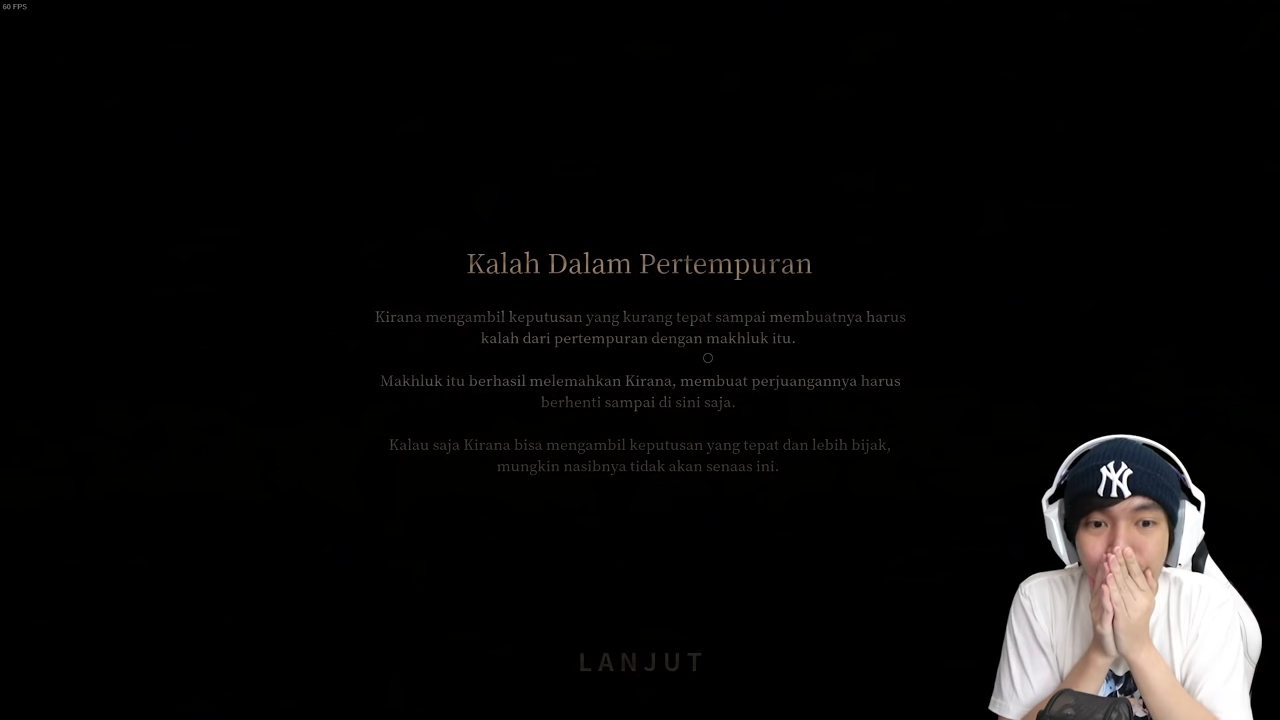 60 FPS
Kalah Dalam Pertempuran
Kirana mengambil keputusan yang kurang tepat sampai membuatnya harus
kalah dari pertempuran dengan makhluk itu.
Makhluk itu berhasil melemahkan Kirana, membuat perjuangannya harus
berhenti sampai di sini saja.
Kalau saja Kirana bisa mengambil keputusan yang tepat dan lebih bijak,
mungkin nasibnya tidak akan senaas ini.
LANJUT
NY